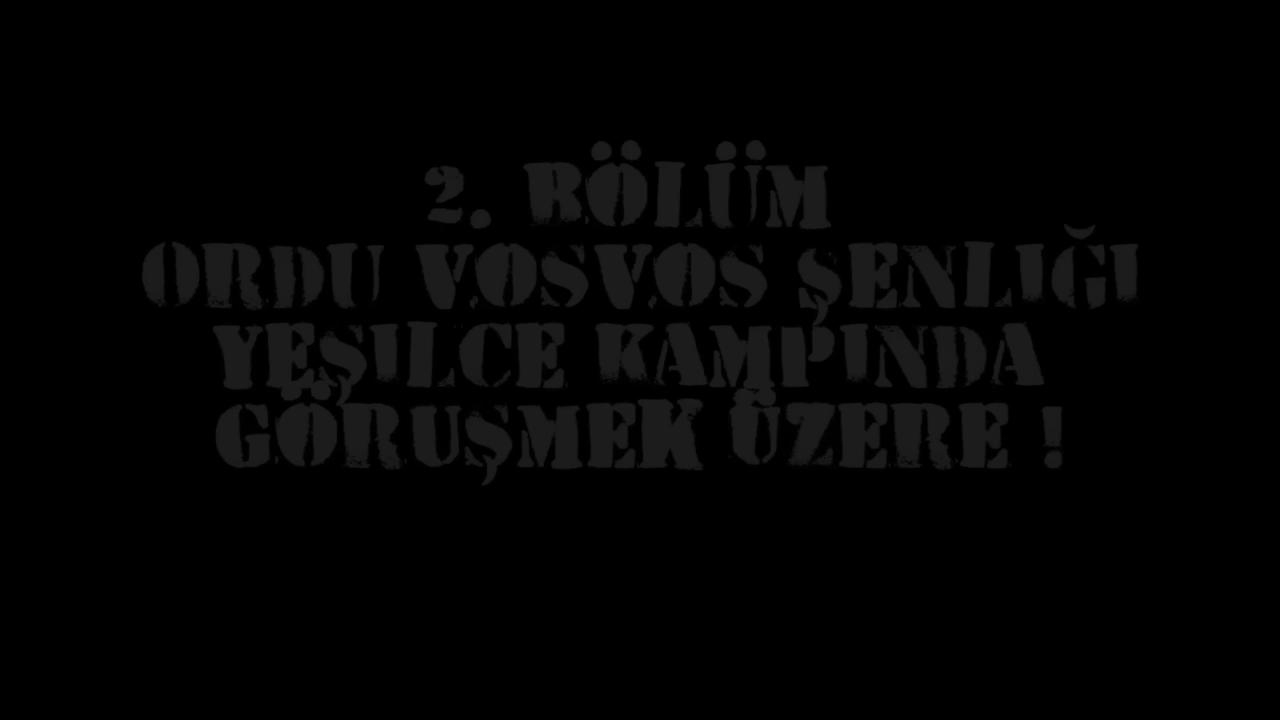 2. BÖLÜM
ORDU VOSVOS ŞENLIĞI
YEŞILCE KAMPINDA
GÖRUŞMEK ÜZERE !